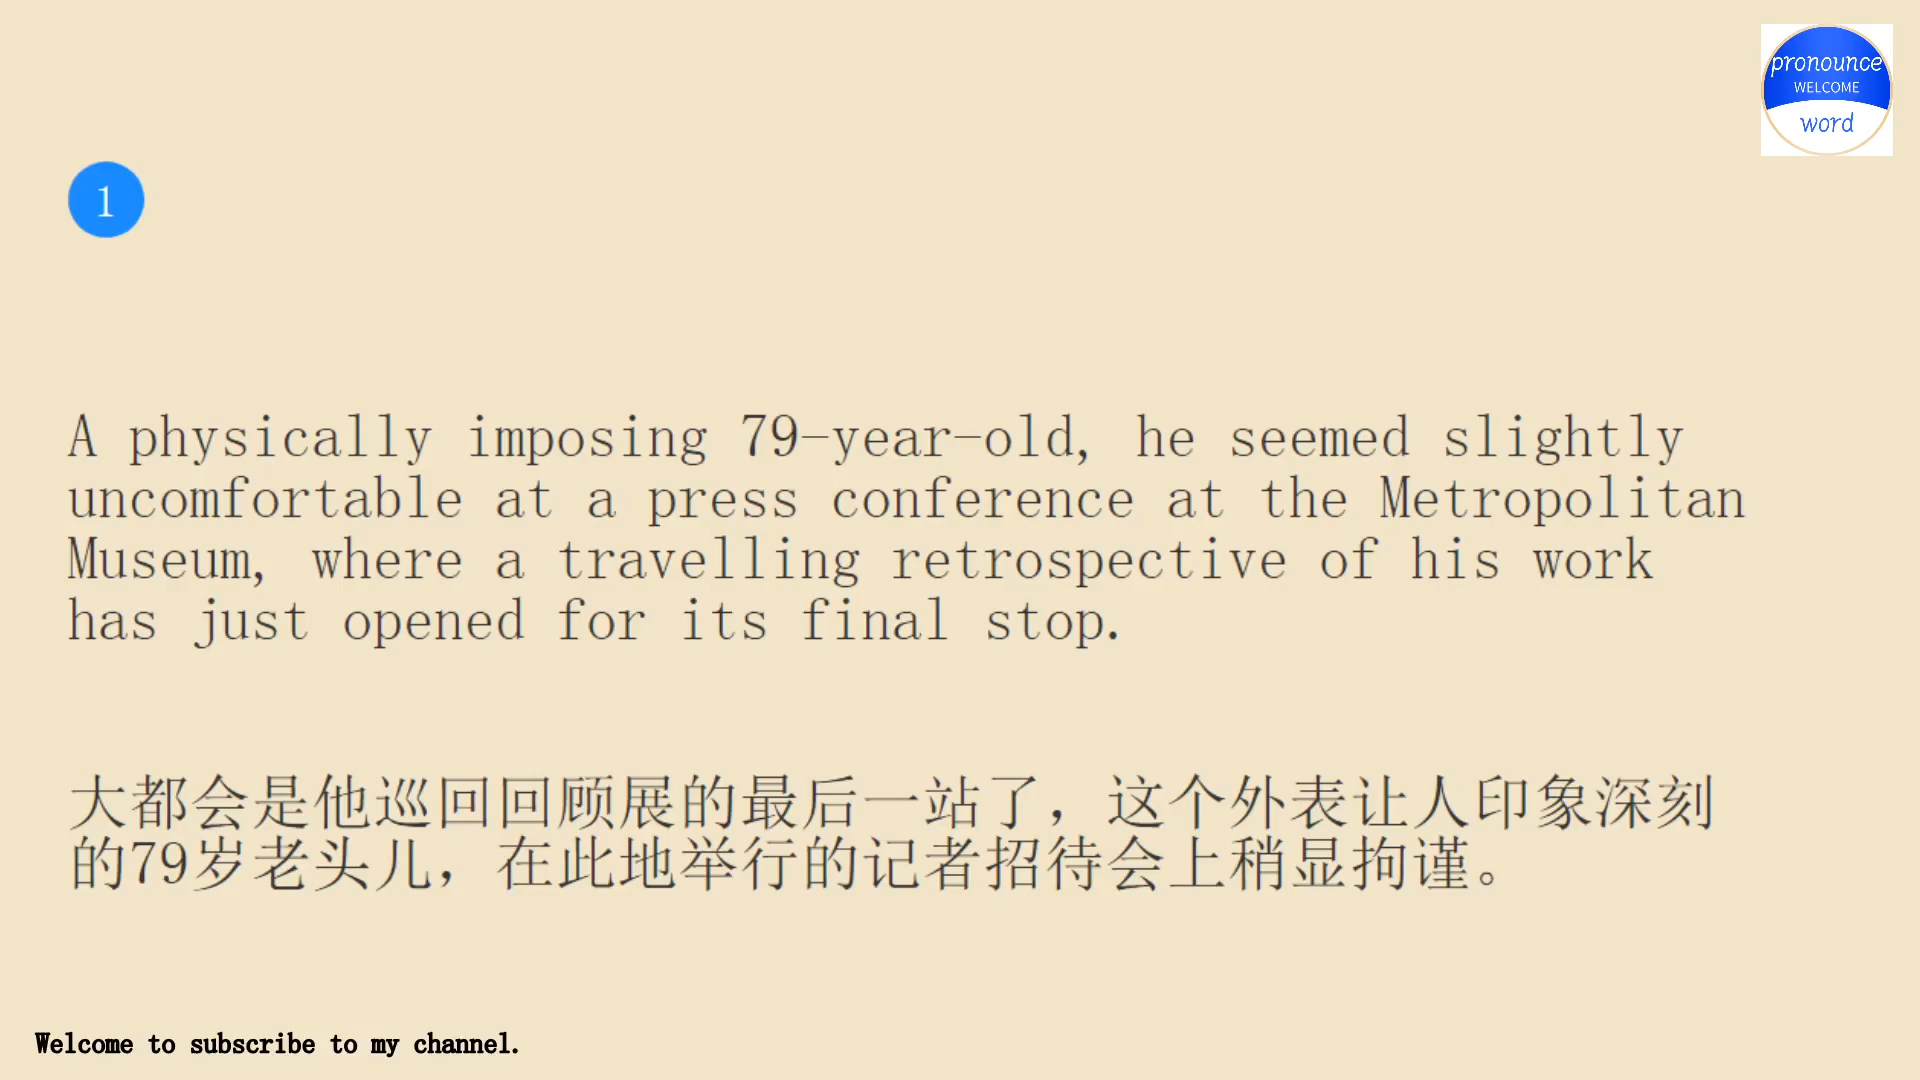 pronounce
WELCOME
word
1
A physically imposing 79-year-old, he seemed slightly
uncomfortable at a press conference at the Metropolitan
Museum, where a travelling retrospective of his work
has just opened for its final stop.
大都会是他巡回回顾展的最后一站了，这个外表让人印象深刻
的79岁老头儿，在此地举行的记者招待会上稍显拘谨。
Welcome to subscribe to my channel.